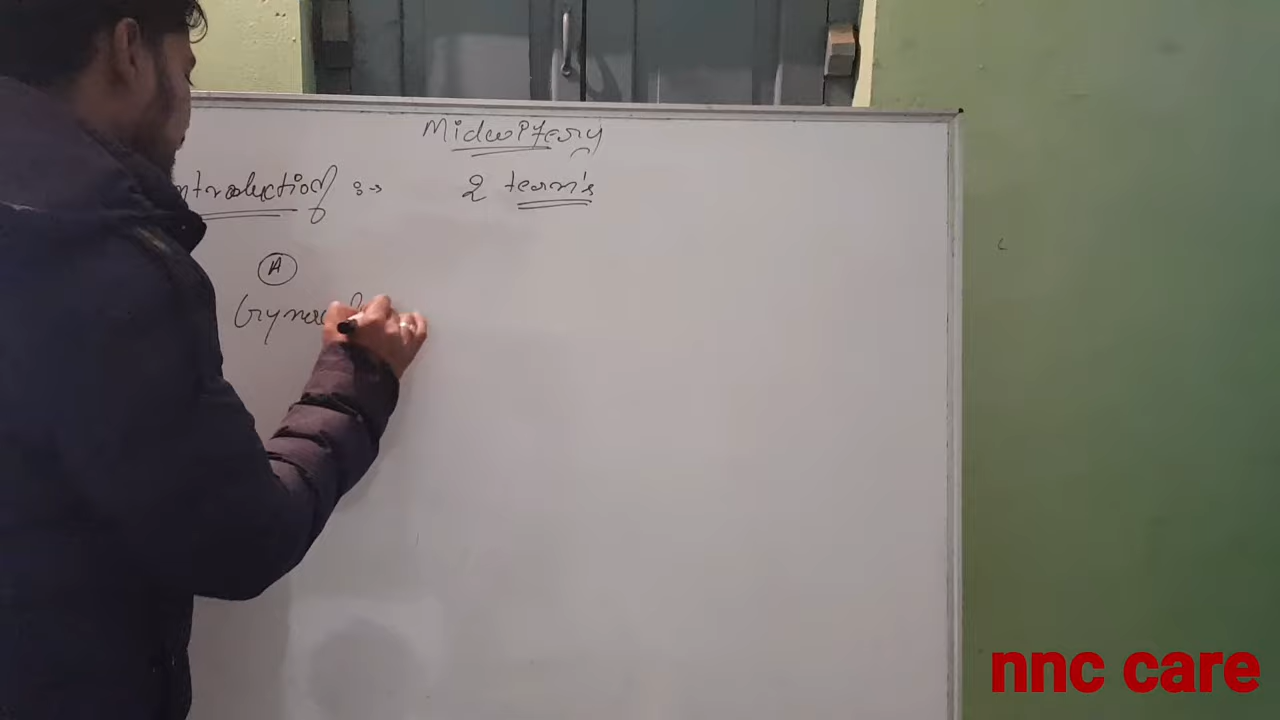 Midwifery
ntroduction :→ 2 term's
A
Gynae
nnc care